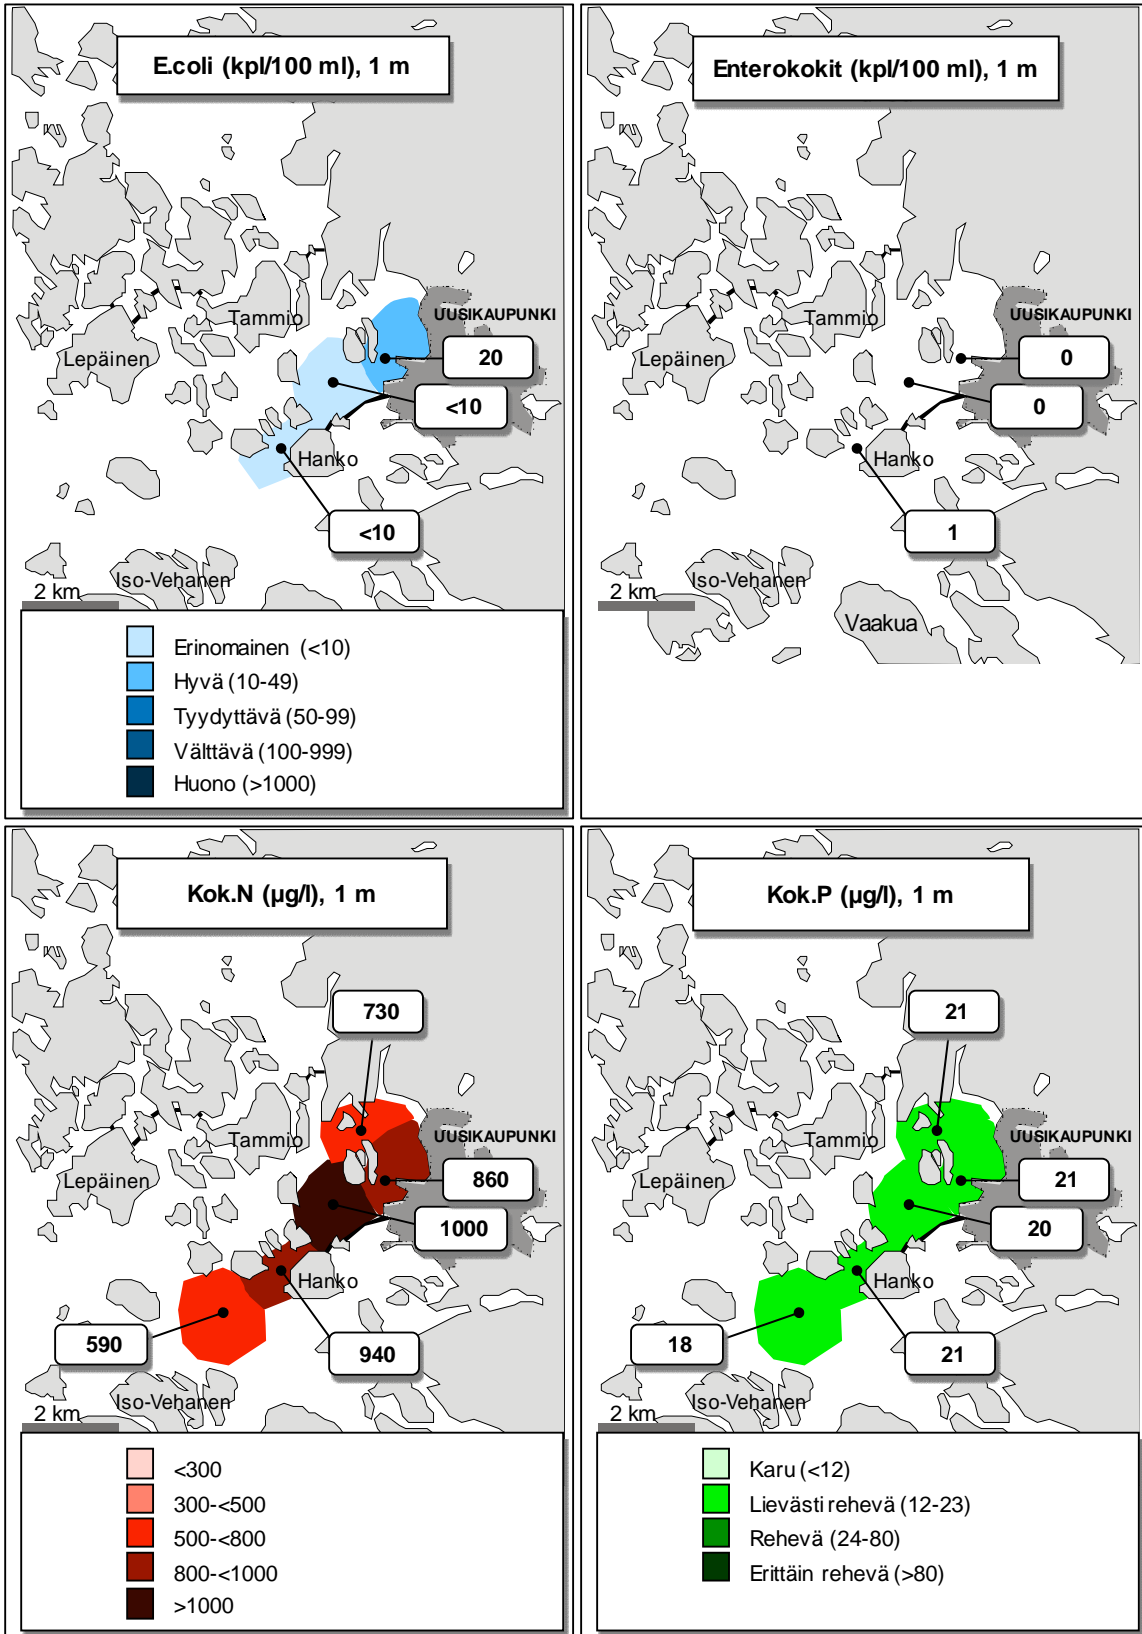 E.coli (kpl/100 ml), 1 m
Tammio
UUSIKAUPUNKI
Lepäinen
20
<10
Hanko
<10
Iso-Vehanen
2 km
Erinomainen (<10)
Hyvä (10-49)
Tyydyttävä (50-99)
Välttävä (100-999)
Huono (>1000)
Enterokokit (kpl/100 ml), 1 m
Tammio
UUSIKAUPUNKI
Lepäinen
0
0
Hanko
1
Iso-Vehanen
2 km
Vaakua
Kok.N (µg/l), 1 m
730
Tammio
UUSIKAUPUNKI
Lepäinen
860
1000
Hanko
590
940
Iso-Vehanen
2 km
<300
300-<500
500-<800
800-<1000
>1000
Kok.P (µg/l), 1 m
21
Tammio
UUSIKAUPUNKI
Lepäinen
21
20
Hanko
18
21
Iso-Vehanen
2 km
Karu (<12)
Lievästi rehevä (12-23)
Rehevä (24-80)
Erittäin rehevä (>80)